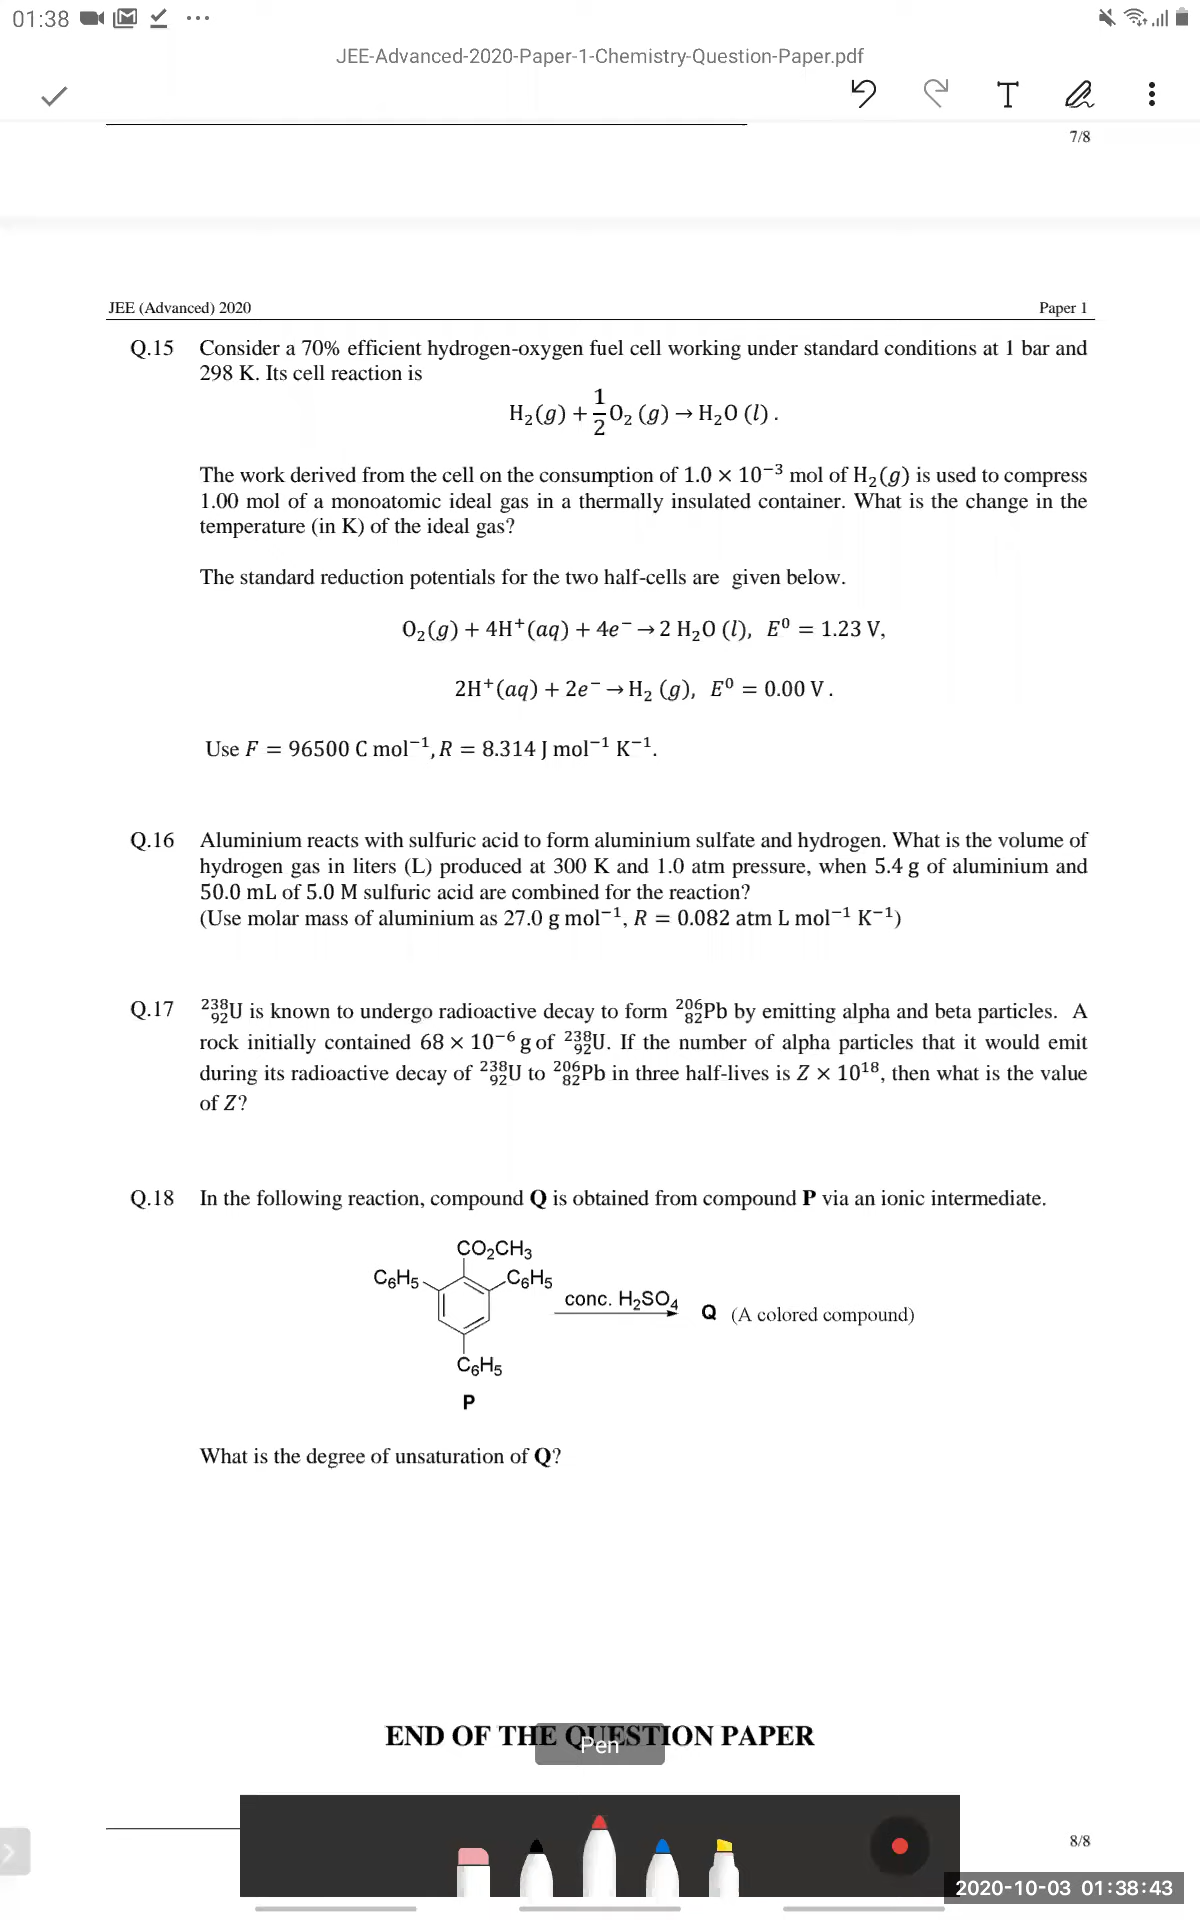 01:38
JEE-Advanced-2020-Paper-1-Chemistry-Question-Paper.pdf
T
7/8
JEE (Advanced) 2020 Paper 1
Q.15 Consider a 70% efficient hydrogen-oxygen fuel cell working under standard conditions at 1 bar and
298 K. Its cell reaction is
H₂(g) + 1/2 O₂ (g) → H₂O (l) .
The work derived from the cell on the consumption of 1.0 × 10⁻³ mol of H₂(g) is used to compress
1.00 mol of a monoatomic ideal gas in a thermally insulated container. What is the change in the
temperature (in K) of the ideal gas?
The standard reduction potentials for the two half-cells are given below.
O₂(g) + 4H⁺(aq) + 4e⁻ → 2 H₂O (l), E⁰ = 1.23 V,
2H⁺(aq) + 2e⁻ → H₂ (g), E⁰ = 0.00 V .
Use F = 96500 C mol⁻¹, R = 8.314 J mol⁻¹ K⁻¹.
Q.16 Aluminium reacts with sulfuric acid to form aluminium sulfate and hydrogen. What is the volume of
hydrogen gas in liters (L) produced at 300 K and 1.0 atm pressure, when 5.4 g of aluminium and
50.0 mL of 5.0 M sulfuric acid are combined for the reaction?
(Use molar mass of aluminium as 27.0 g mol⁻¹, R = 0.082 atm L mol⁻¹ K⁻¹)
Q.17 ²³⁸₉₂U is known to undergo radioactive decay to form ²⁰⁶₈₂Pb by emitting alpha and beta particles. A
rock initially contained 68 × 10⁻⁶ g of ²³⁸₉₂U. If the number of alpha particles that it would emit
during its radioactive decay of ²³⁸₉₂U to ²⁰⁶₈₂Pb in three half-lives is Z × 10¹⁸, then what is the value
of Z?
Q.18 In the following reaction, compound Q is obtained from compound P via an ionic intermediate.
CO₂CH₃
C₆H₅ C₆H₅
conc. H₂SO₄
Q (A colored compound)
C₆H₅
P
What is the degree of unsaturation of Q?
END OF THE QUESTION PAPER
Pen
8/8
2020-10-03 01:38:43